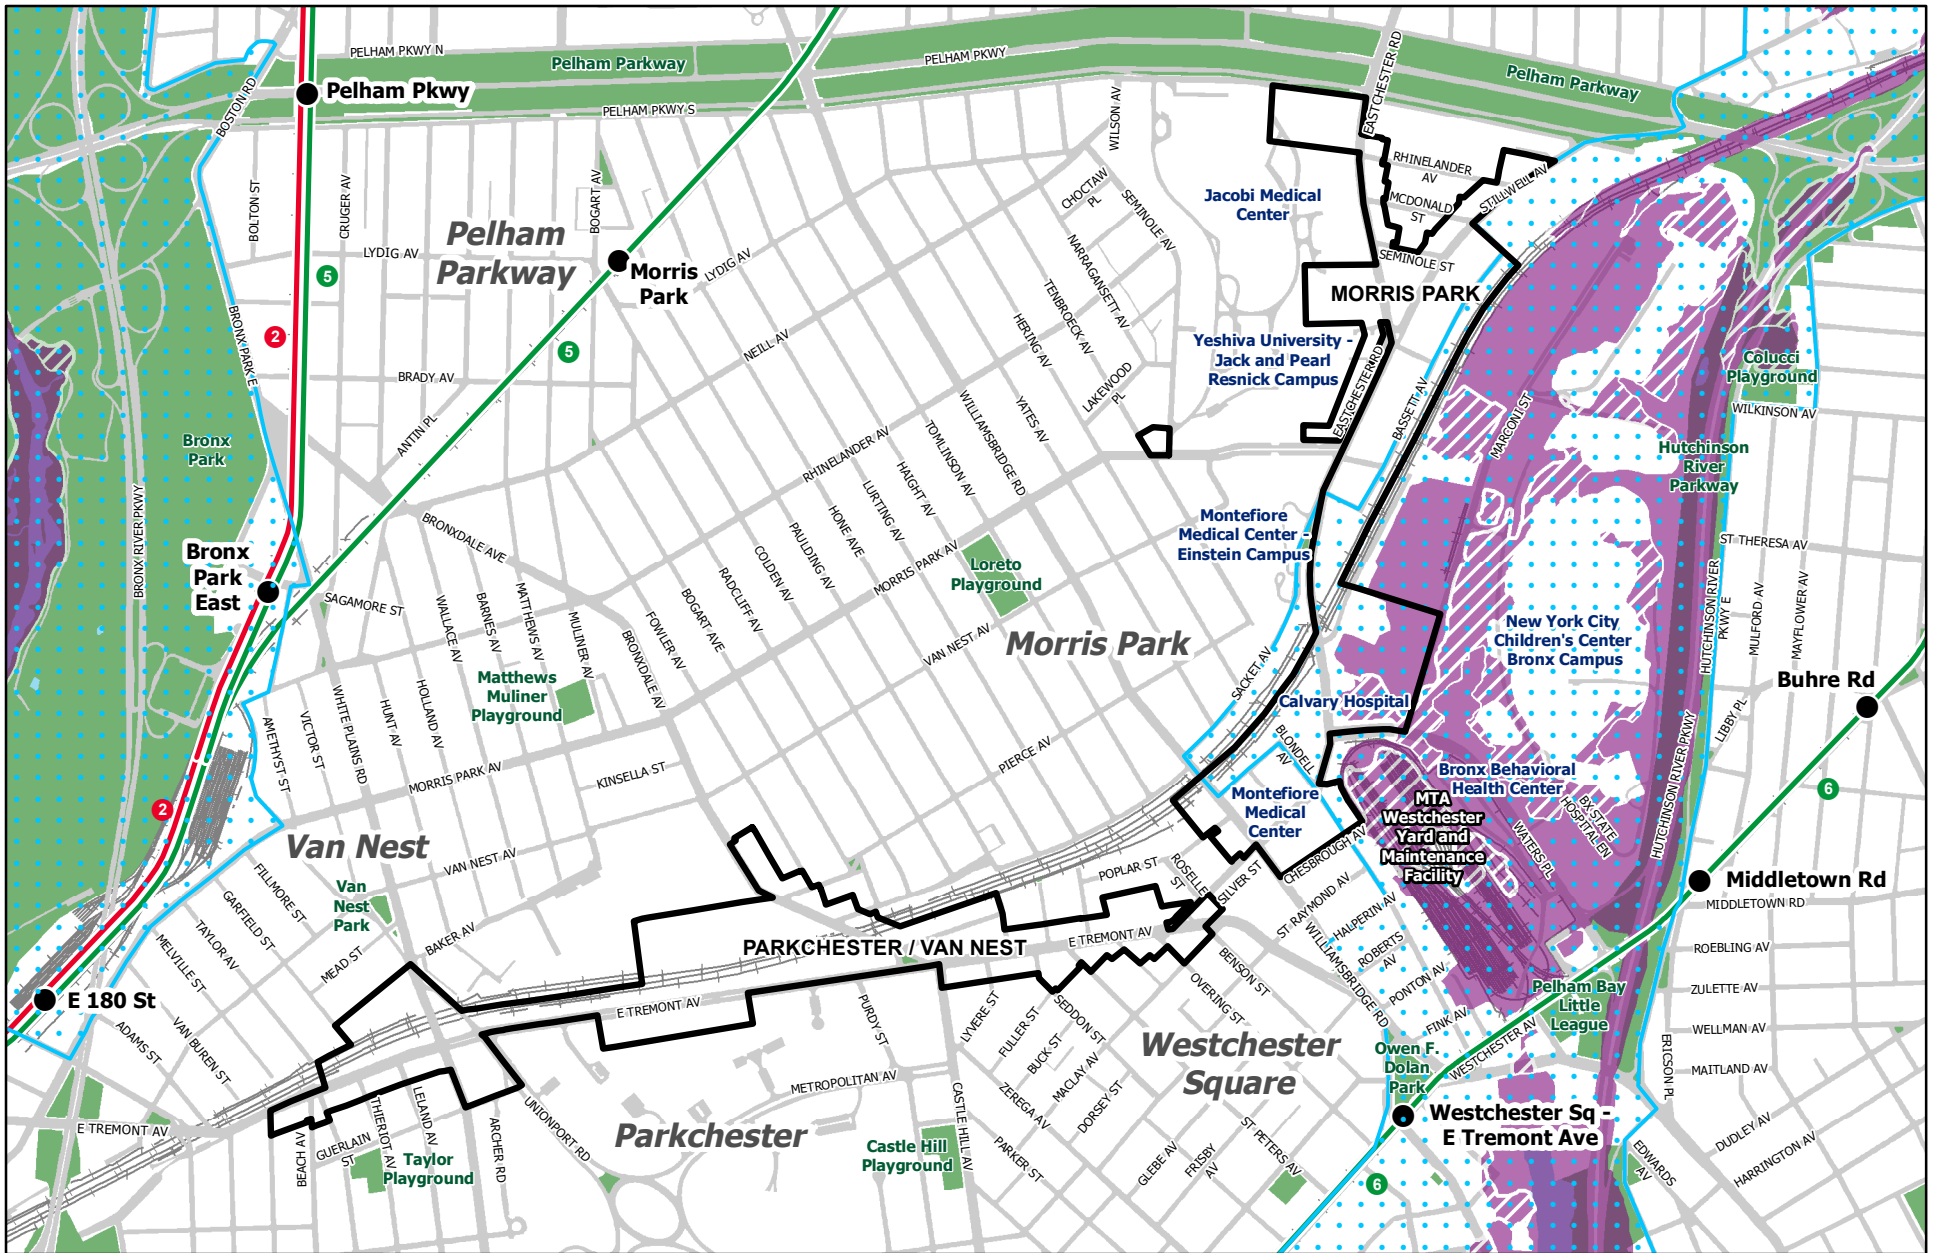 PELHAM PKWY N
Pelham Parkway
PELHAM PKWY
EASTCHESTER RD
Pelham Parkway
BOSTON RD
Pelham Pkwy
PELHAM PKWY S
WILSON AV
EASTCHESTER RD
RHINELANDER
AV
MCDONALD
ST
STILLWELL AV
SEMINOLE ST
Jacobi Medical
Center
CHOCTAW
PL
SEMINOLE AV
BOLTON ST
CRUGER AV
BOGART AV
LYDIG AV
Pelham
Parkway
Morris
Park
LYDIG AV
NARRAGANSETT AV
TENBROECK AV
HERING AV
MORRIS PARK
5
2
5
BRONX PARK E
NEILL AV
BRADY AV
ANTIN PL
Yeshiva University -
Jack and Pearl
Resnick Campus
EASTCHESTER RD
BASSETT AV
MARCONI ST
LAKEWOOD
PL
Colucci
Playground
WILKINSON AV
Bronx
Park
WILLIAMSBRIDGE RD
YATES AV
TOMLINSON AV
HAIGHT AV
RHINELANDER AV
LURTING AV
HONE AVE
PAULDING AV
COLDEN AV
RADCLIFF AV
BOGART AVE
FOWLER AV
BRONXDALE AV
Hutchinson
River
Parkway
BRONX RIVER PKWY
Bronx
Park
East
BRONXDALE AVE
MORRIS PARK AV
Loreto
Playground
Montefiore
Medical Center -
Einstein Campus
ST THERESA AV
SAGAMORE ST
WALLACE AV
BARNES AV
MATTHEWS AV
MULINER AV
VAN NEST AV
Morris Park
New York City
Children's Center
Bronx Campus
HUTCHINSON RIVER
PKWY E
MULFORD AV
MAYFLOWER AV
Buhre Rd
Matthews
Muliner
Playground
SACKET AV
Calvary Hospital
LIBBY PL
AMETHYST ST
VICTOR ST
WHITE PLAINS RD
HUNT AV
HOLLAND AV
MORRIS PARK AV
KINSELLA ST
PIERCE AV
BLONDELL
AV
Bronx Behavioral
Health Center
BX STATE
HOSPITAL EN
HUTCHINSON RIVER PKWY
6
2
Montefiore
Medical
Center
MTA
Westchester
Yard and
Maintenance
Facility
WATERS PL
Van Nest
VAN NEST AV
Van
Nest
Park
POPLAR ST
ROSELLE
ST
SILVER ST
CHESBROUGH AV
Middletown Rd
MIDDLETOWN RD
FILLMORE ST
GARFIELD ST
TAYLOR AV
MELVILLE ST
MEAD ST
BAKER AV
PARKCHESTER / VAN NEST
E TREMONT AV
ST RAYMOND AV
HALPERIN AV
ROBERTS
AV
WILLIAMSBRIDGE RD
PONTON AV
FINK AV
WESTCHESTER AV
ROEBLING AV
ZULETTE AV
WELLMAN AV
MAITLAND AV
Pelham Bay
Little
League
E 180 St
ADAMS ST
VAN BUREN ST
E TREMONT AV
PURDY ST
LYVERE ST
FULLER ST
BUCK ST
SEDDON ST
MACLAY AV
OVERING ST
BENSON ST
Westchester
Square
Owen F.
Dolan
Park
ERICSON PL
METROPOLITAN AV
ZEREGA AV
DORSEY ST
CASTLE HILL AV
Westchester Sq -
E Tremont Ave
E TREMONT AV
BEACH AV
GUERLAIN
ST
THIERIOT AV
LELAND AV
ARCHER RD
UNIONPORT RD
Parkchester
Taylor
Playground
Castle Hill
Playground
PARKER ST
GLEBE AV
FRISBY
AV
ST PETERS AV
6
EDWARDS
AV
DUDLEY AV
HARRINGTON AV